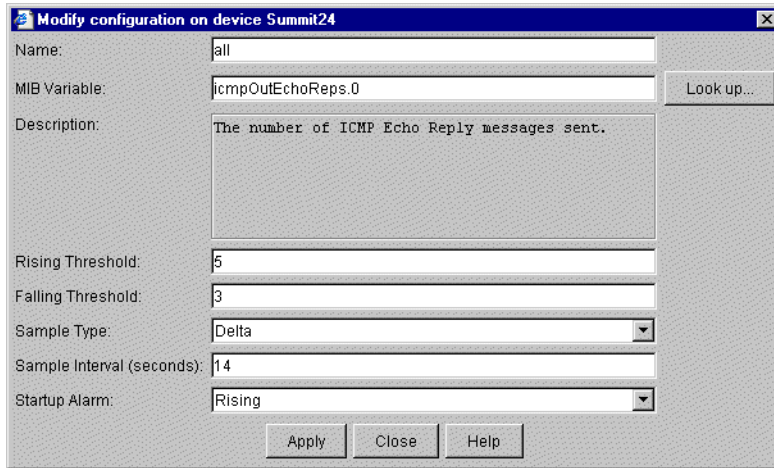 Modify configuration on device Summit24
Name: all
MIB Variable: icmpOutEchoReps.0 Look up...
Description: The number of ICMP Echo Reply messages sent.
Rising Threshold: 5
Falling Threshold: 3
Sample Type: Delta
Sample Interval (seconds): 14
Startup Alarm: Rising
Apply Close Help